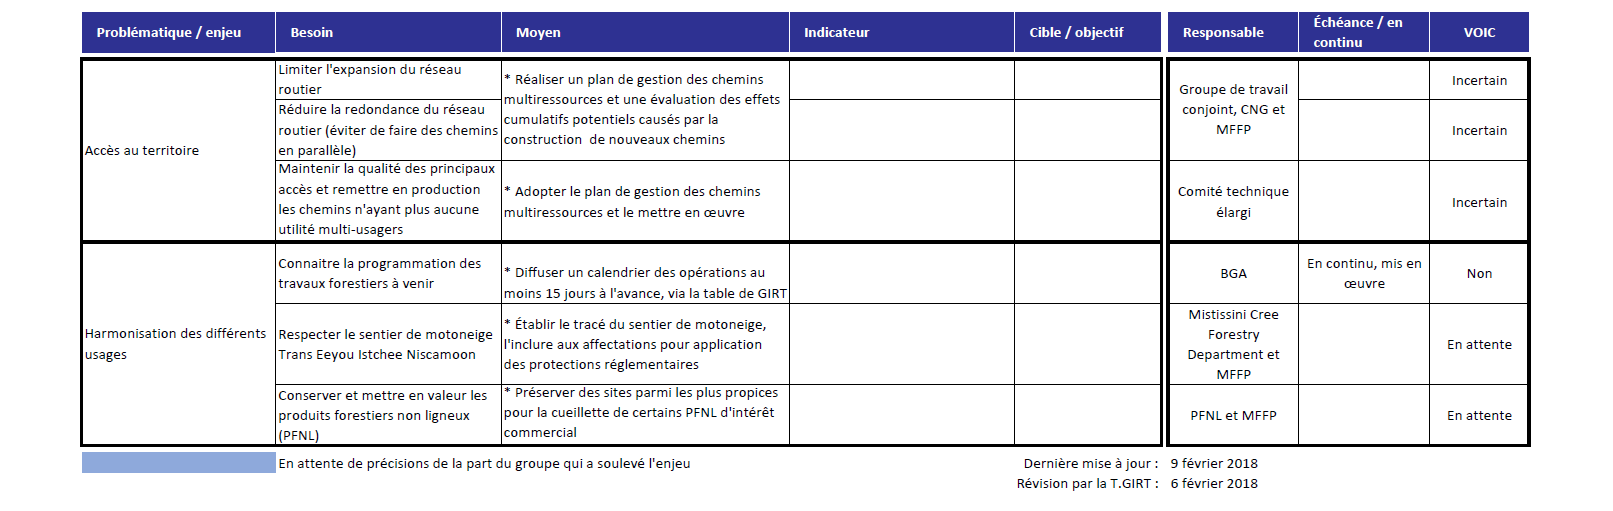 Problématique / enjeu
Besoin
Moyen
Indicateur
Cible / objectif
Responsable
Échéance / en
continu
VOIC
Accès au territoire
Limiter l'expansion du réseau
routier
* Réaliser un plan de gestion des chemins
multiressources et une évaluation des effets
cumulatifs potentiels causés par la
construction de nouveaux chemins
Groupe de travail
conjoint, CNG et
MFFP
Incertain
Réduire la redondance du réseau
routier (éviter de faire des chemins
en parallèle)
Incertain
Maintenir la qualité des principaux
accès et remettre en production
les chemins n'ayant plus aucune
utilité multi-usagers
* Adopter le plan de gestion des chemins
multiressources et le mettre en œuvre
Comité technique
élargi
Incertain
Harmonisation des différents
usages
Connaitre la programmation des
travaux forestiers à venir
* Diffuser un calendrier des opérations au
moins 15 jours à l'avance, via la table de GIRT
BGA
En continu, mis en
œuvre
Non
Respecter le sentier de motoneige
Trans Eeyou Istchee Niscamoon
* Établir le tracé du sentier de motoneige,
l'inclure aux affectations pour application
des protections réglementaires
Mistissini Cree
Forestry
Department et
MFFP
En attente
Conserver et mettre en valeur les
produits forestiers non ligneux
(PFNL)
* Préserver des sites parmi les plus propices
pour la cueillette de certains PFNL d'intérêt
commercial
PFNL et MFFP
En attente
En attente de précisions de la part du groupe qui a soulevé l'enjeu
Dernière mise à jour : 9 février 2018
Révision par la T.GIRT : 6 février 2018